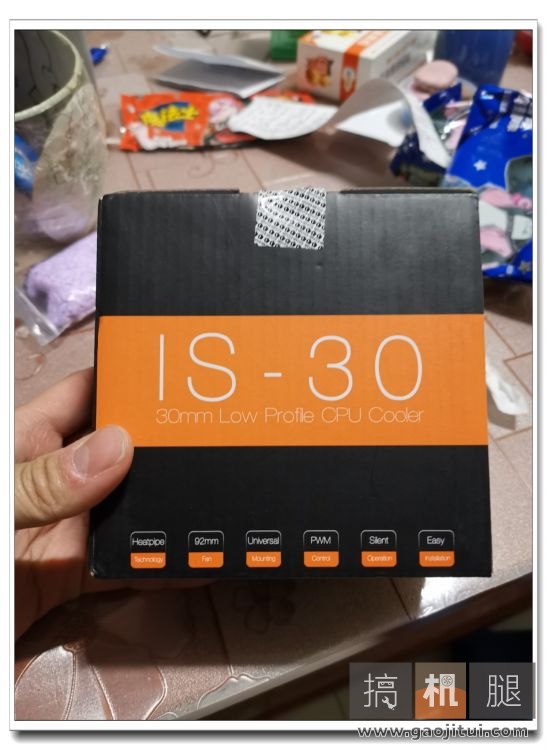 IS-30
30mm Low Profile CPU Cooler
Heatpipe
Technology
92mm
Fan
Universal
Mounting
PWM
Control
Silent
Operation
Easy
Installation
搞机腿
www.gaojitui.com